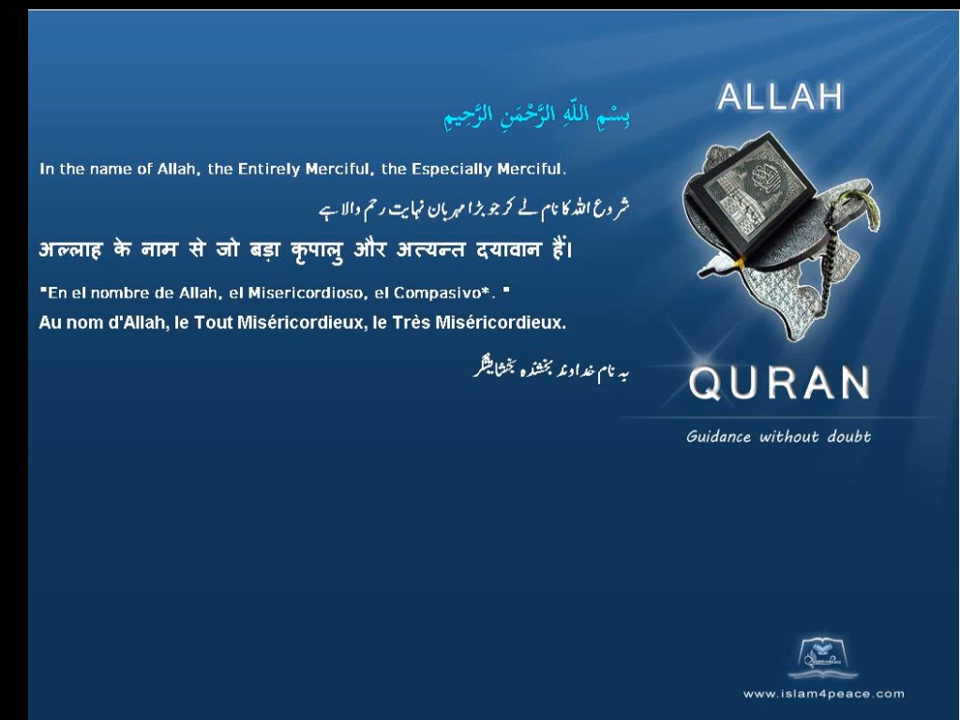 بِسْمِ اللَّهِ الرَّحْمَنِ الرَّحِيمِ
In the name of Allah, the Entirely Merciful, the Especially Merciful.
شروع الله کا نام لے کر جو بڑا مہربان نہایت رحم والا ہے
अल्लाह के नाम से जो बड़ा कृपालु और अत्यन्त दयावान हैं।
"En el nombre de Allah, el Misericordioso, el Compasivo*. "
Au nom d'Allah, le Tout Miséricordieux, le Très Miséricordieux.
به نام خداوند بخشنده بخشایشگر
ALLAH
QURAN
Guidance without doubt
www.islam4peace.com